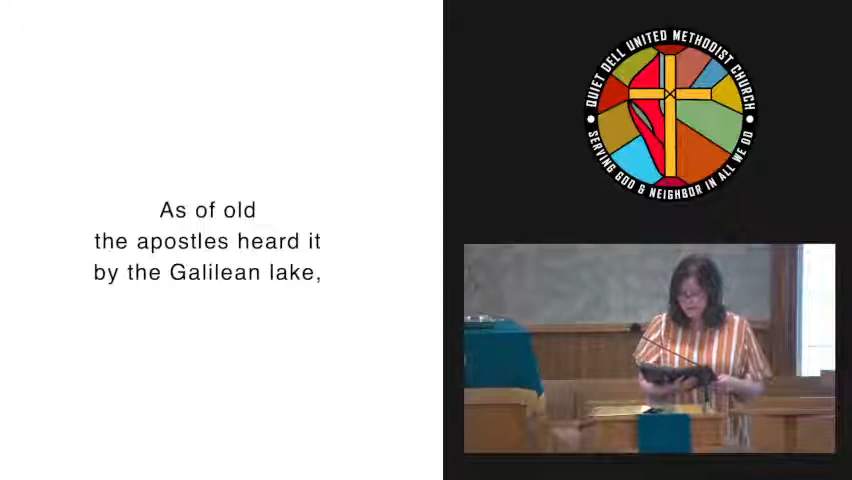 As of old
the apostles heard it
by the Galilean lake,
QUIET DELL UNITED METHODIST CHURCH
SERVING GOD & NEIGHBOR IN ALL WE DO